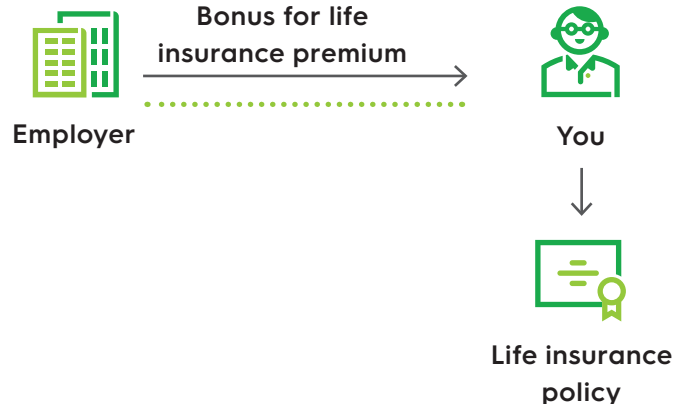 Bonus for life
insurance premium
Employer
You
Life insurance
policy